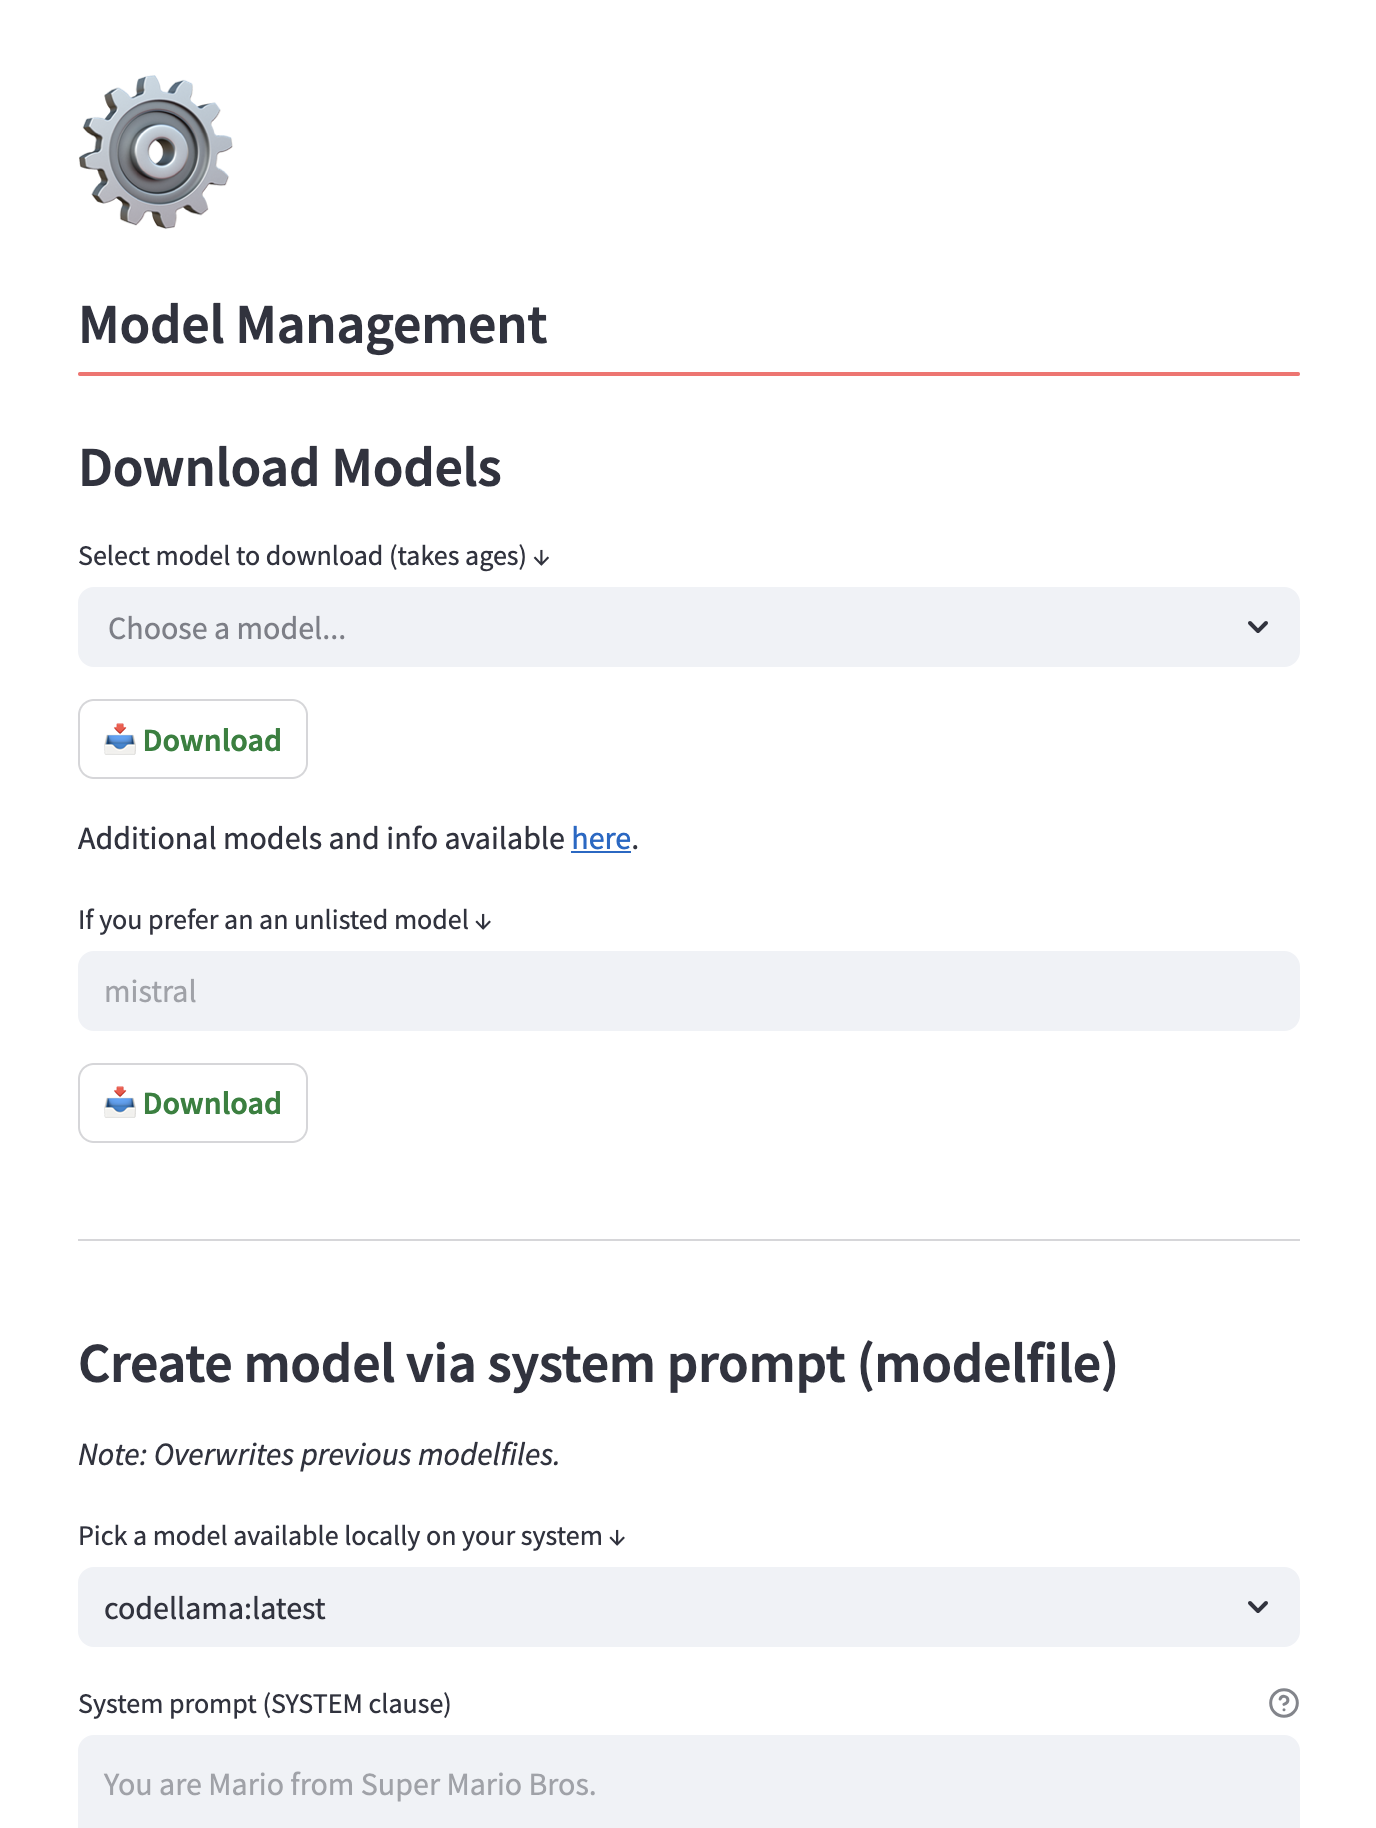 Model Management
Download Models
Select model to download (takes ages) ↓
Choose a model...
📥 Download
Additional models and info available here.
If you prefer an an unlisted model ↓
mistral
📥 Download
Create model via system prompt (modelfile)
Note: Overwrites previous modelfiles.
Pick a model available locally on your system ↓
codellama:latest
System prompt (SYSTEM clause)
You are Mario from Super Mario Bros.